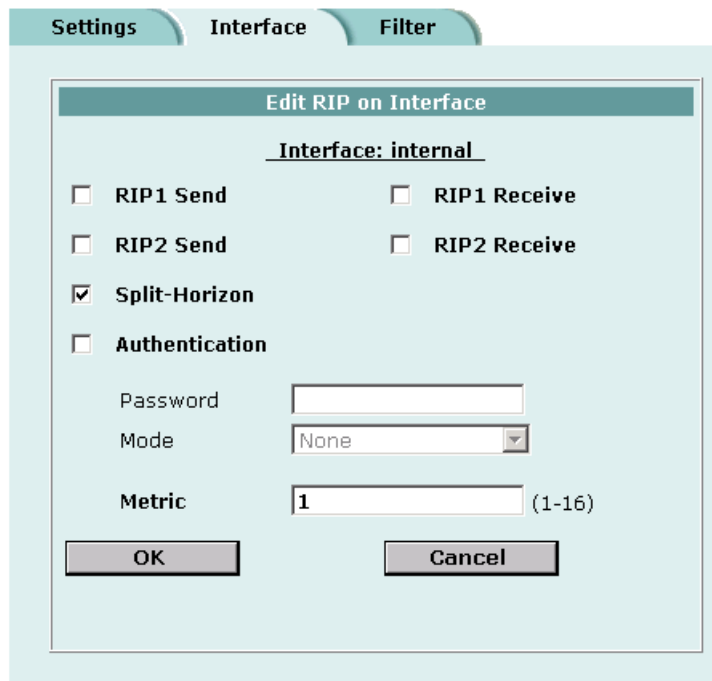 Settings Interface Filter
Edit RIP on Interface
Interface: internal
RIP1 Send RIP1 Receive
RIP2 Send RIP2 Receive
Split-Horizon
Authentication
Password
Mode None
Metric 1 (1-16)
OK Cancel